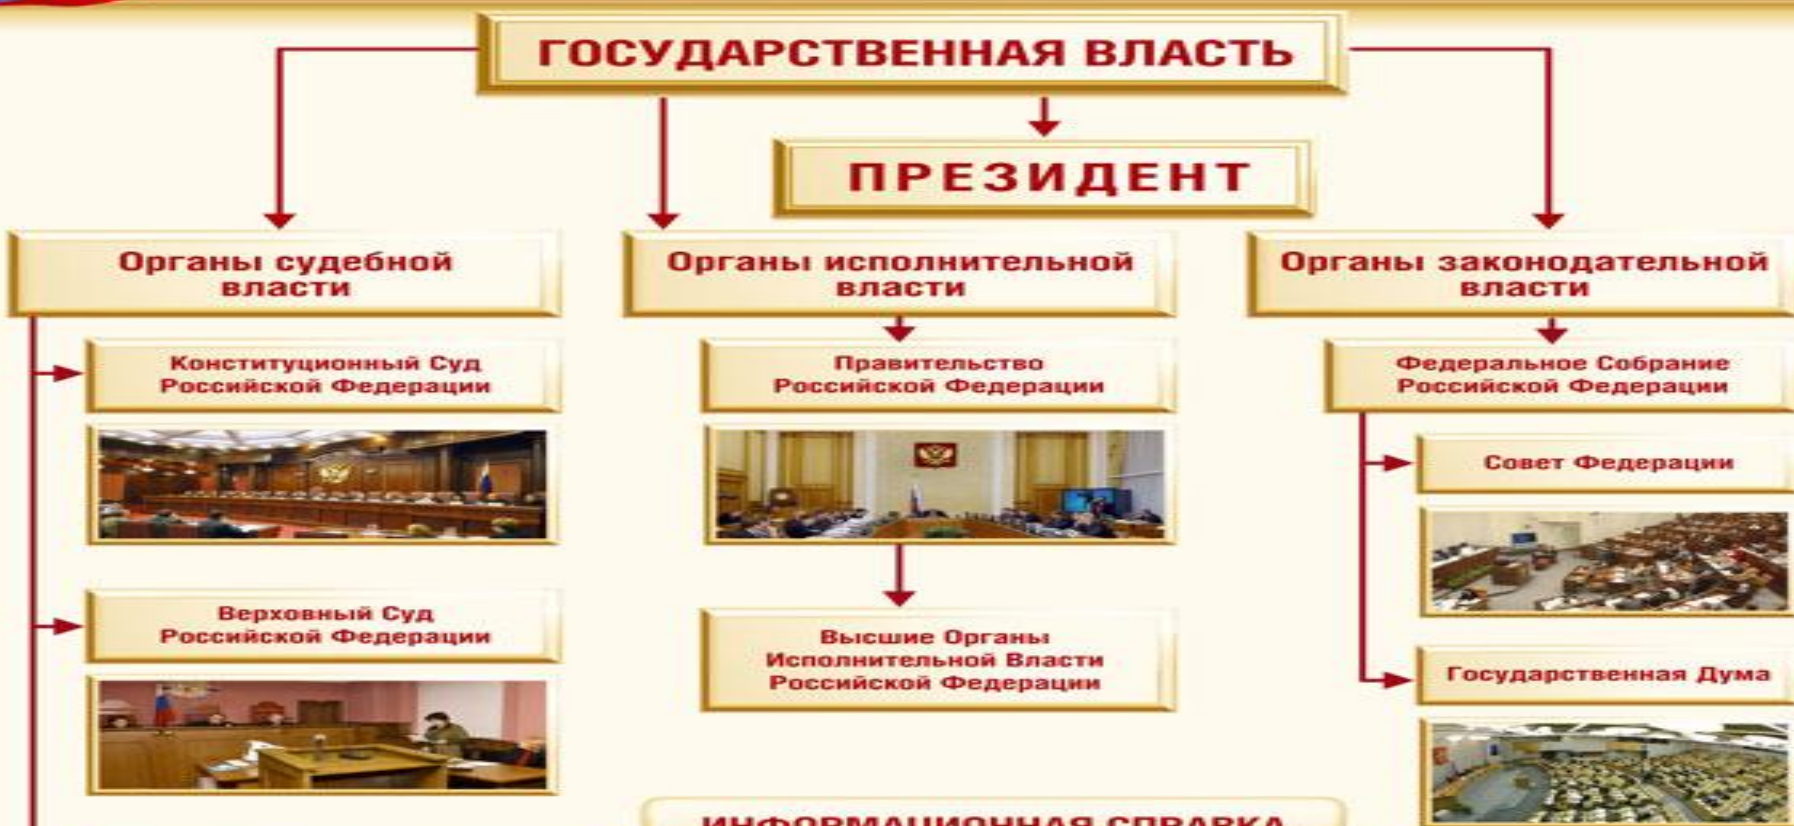 ГОСУДАРСТВЕННАЯ ВЛАСТЬ
ПРЕЗИДЕНТ
Органы судебной
власти
Конституционный Суд
Российской Федерации
Верховный Суд
Российской Федерации
Органы исполнительной
власти
Правительство
Российской Федерации
Высшие Органы
Исполнительной Власти
Российской Федерации
Органы законодательной
власти
Федеральное Собрание
Российской Федерации
Совет Федерации
Государственная Дума
ИНФОРМАЦИОННАЯ СПРАВКА